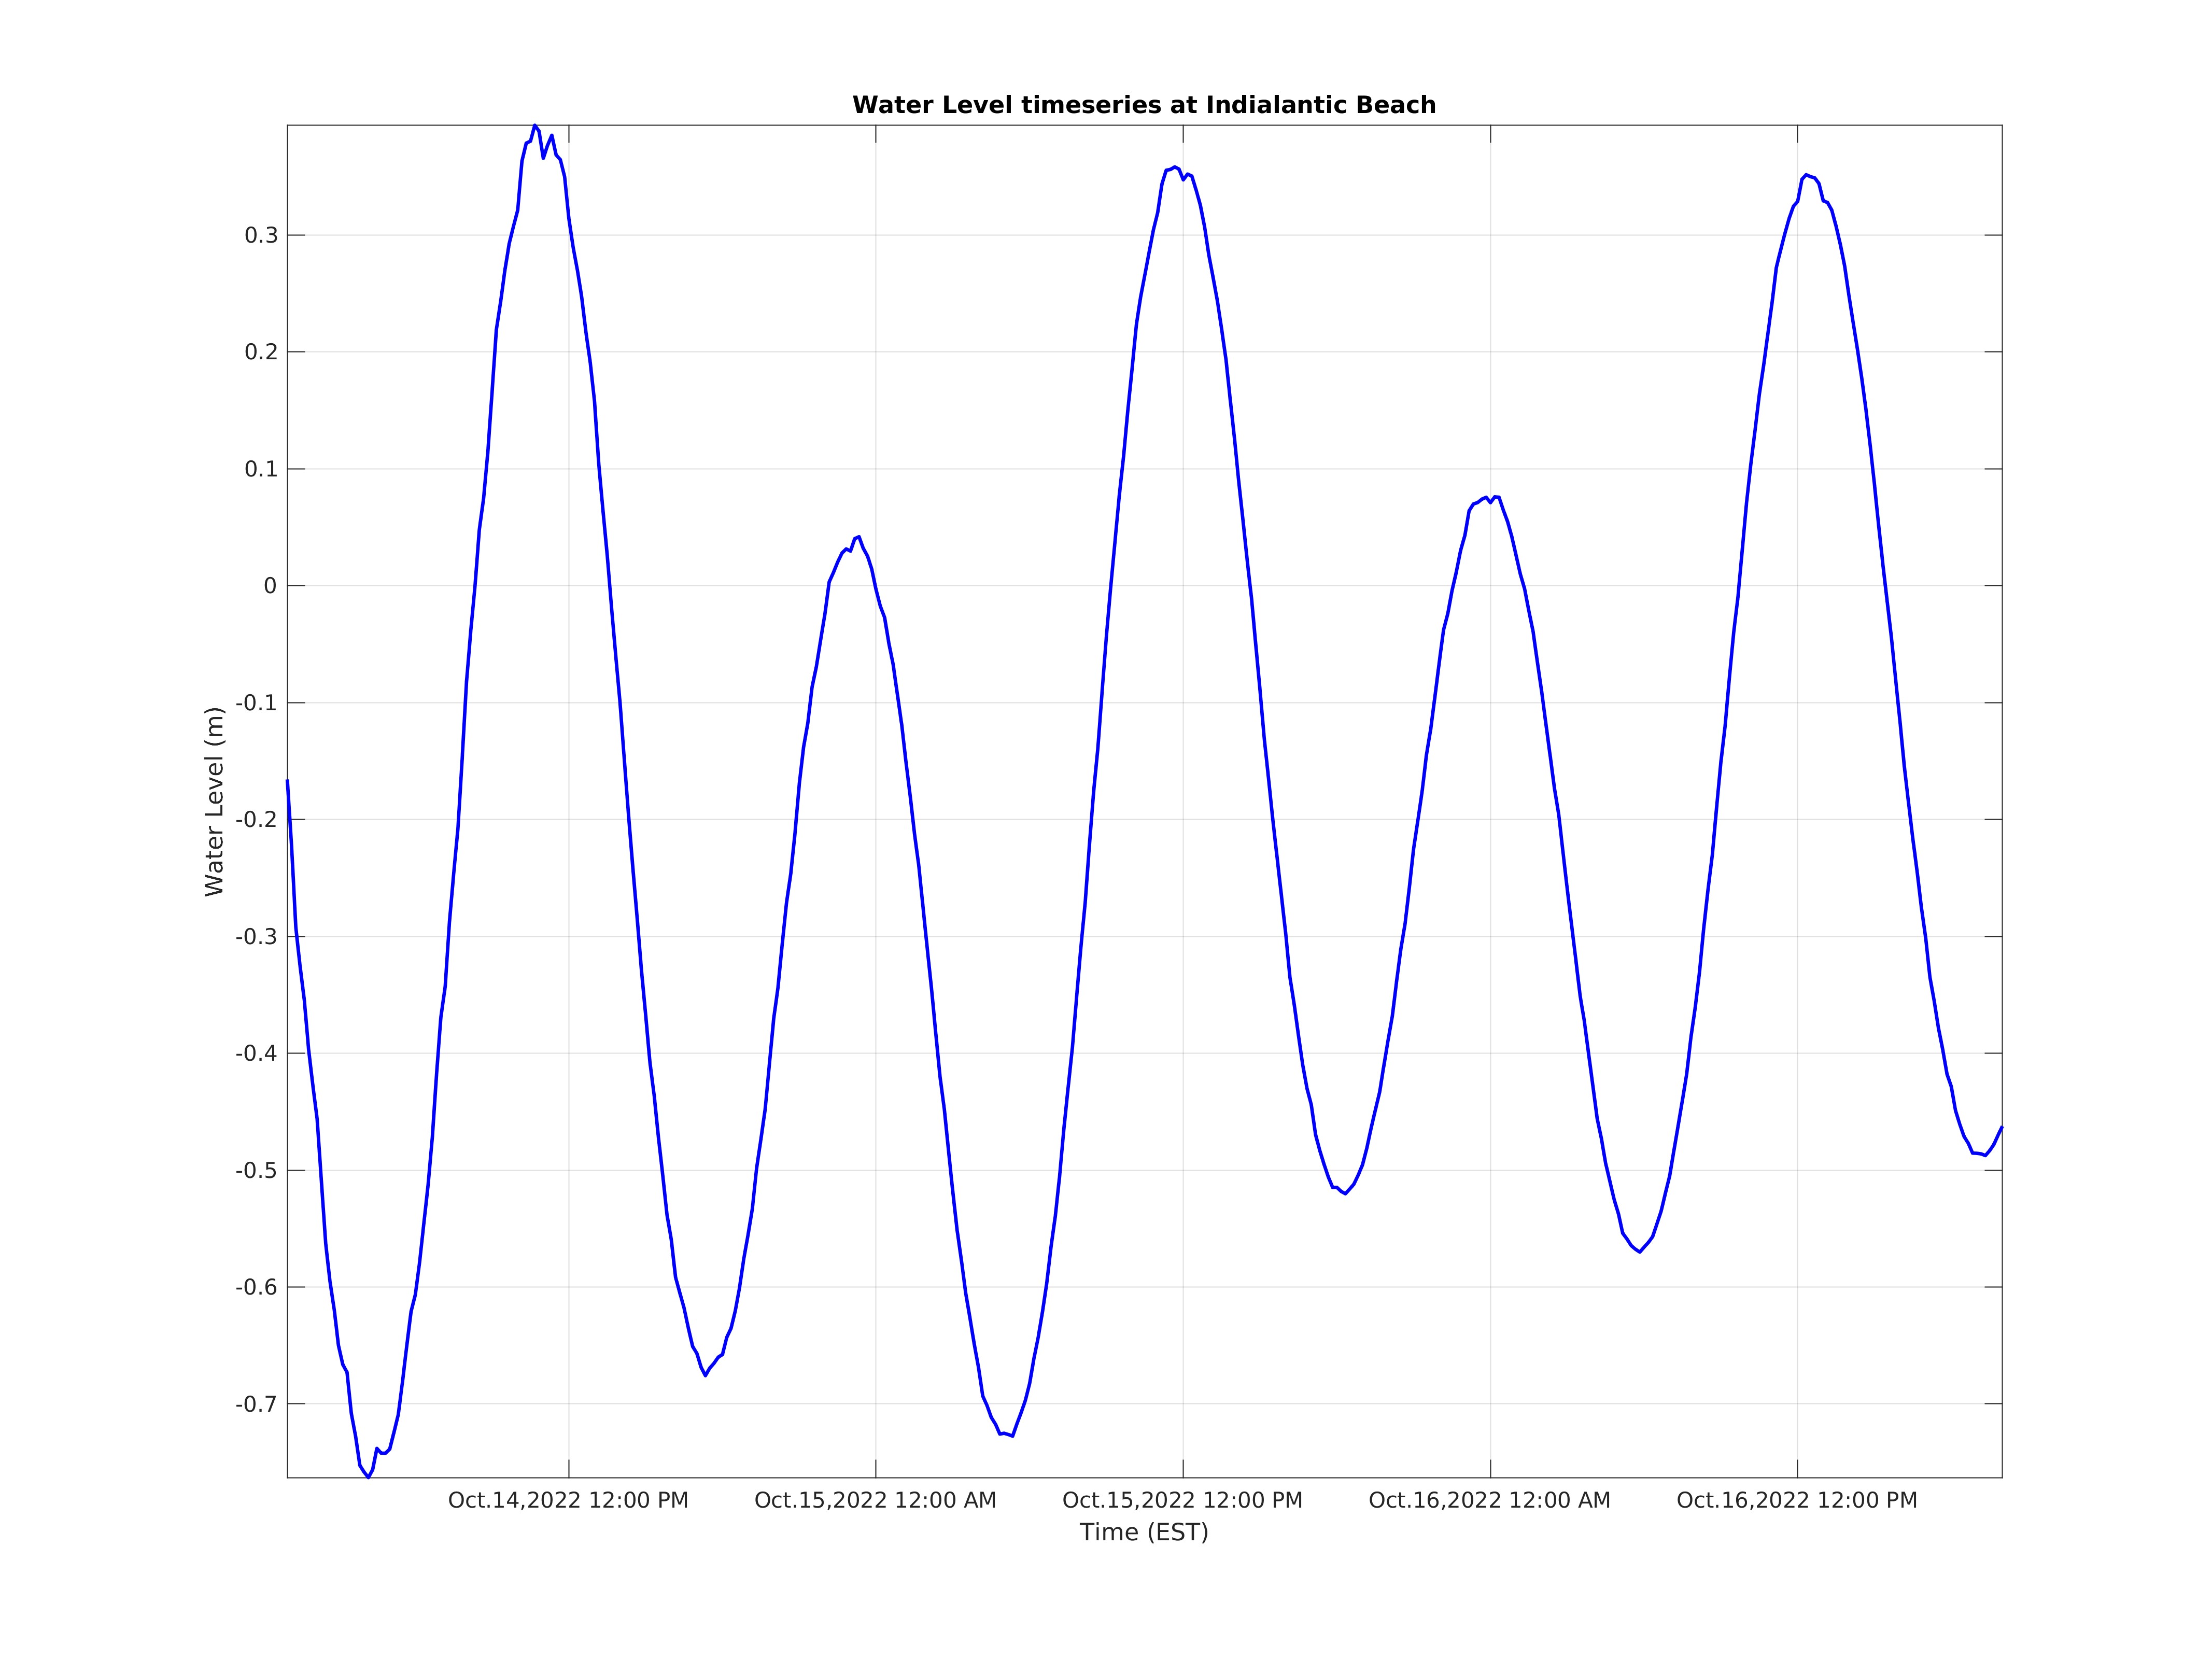 Water Level timeseries at Indialantic Beach
0.3
0.2
0.1
0
-0.1
-0.2
-0.3
-0.4
-0.5
-0.6
-0.7
Water Level (m)
Oct.14,2022 12:00 PM
Oct.15,2022 12:00 AM
Oct.15,2022 12:00 PM
Oct.16,2022 12:00 AM
Oct.16,2022 12:00 PM
Time (EST)